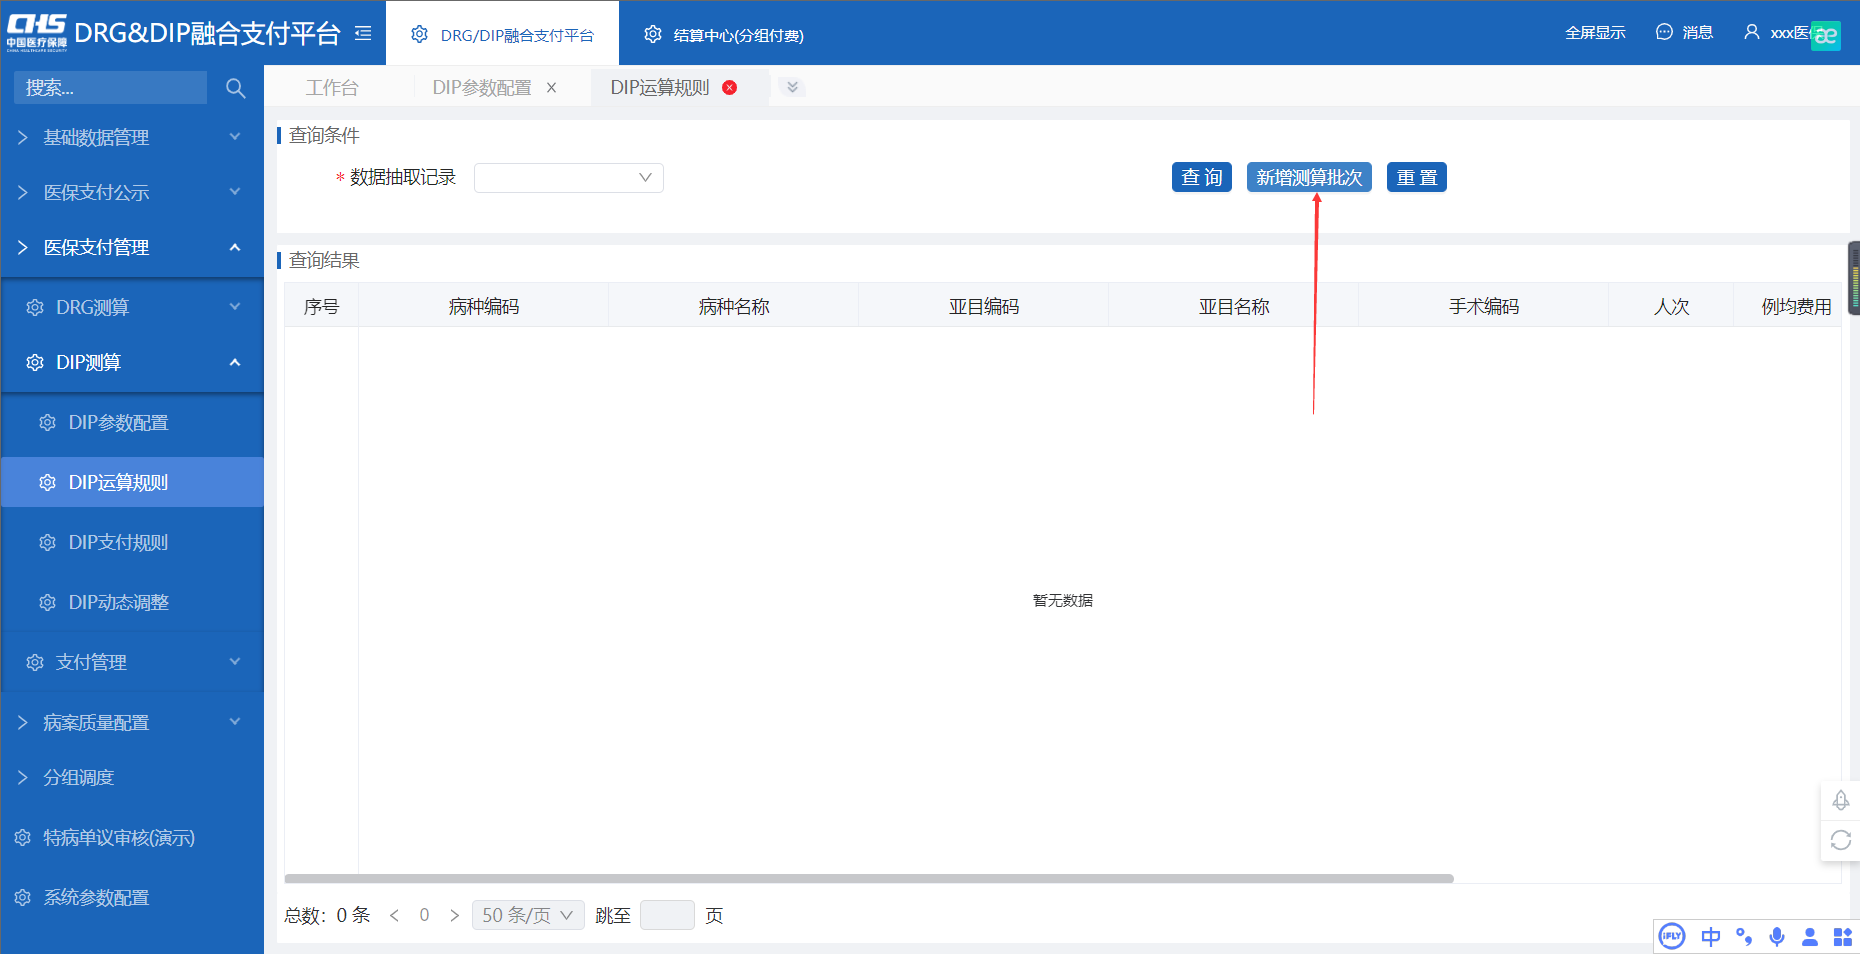 CHS
中国医疗保障
CHINA HEALTHCARE SECURITY
DRG&DIP融合支付平台
DRG/DIP融合支付平台
结算中心(分组付费)
全屏显示
消息
xxx医
æ
搜索...
工作台
DIP参数配置
DIP运算规则
基础数据管理
医保支付公示
医保支付管理
DRG测算
DIP测算
DIP参数配置
DIP运算规则
DIP支付规则
DIP动态调整
支付管理
病案质量配置
分组调度
特病单议审核(演示)
系统参数配置
查询条件
* 数据抽取记录
查 询
新增测算批次
重 置
查询结果
序号 病种编码 病种名称 亚目编码 亚目名称 手术编码 人次 例均费用
暂无数据
总数: 0 条 < 0 > 50 条/页 跳至 页
iFLY 中